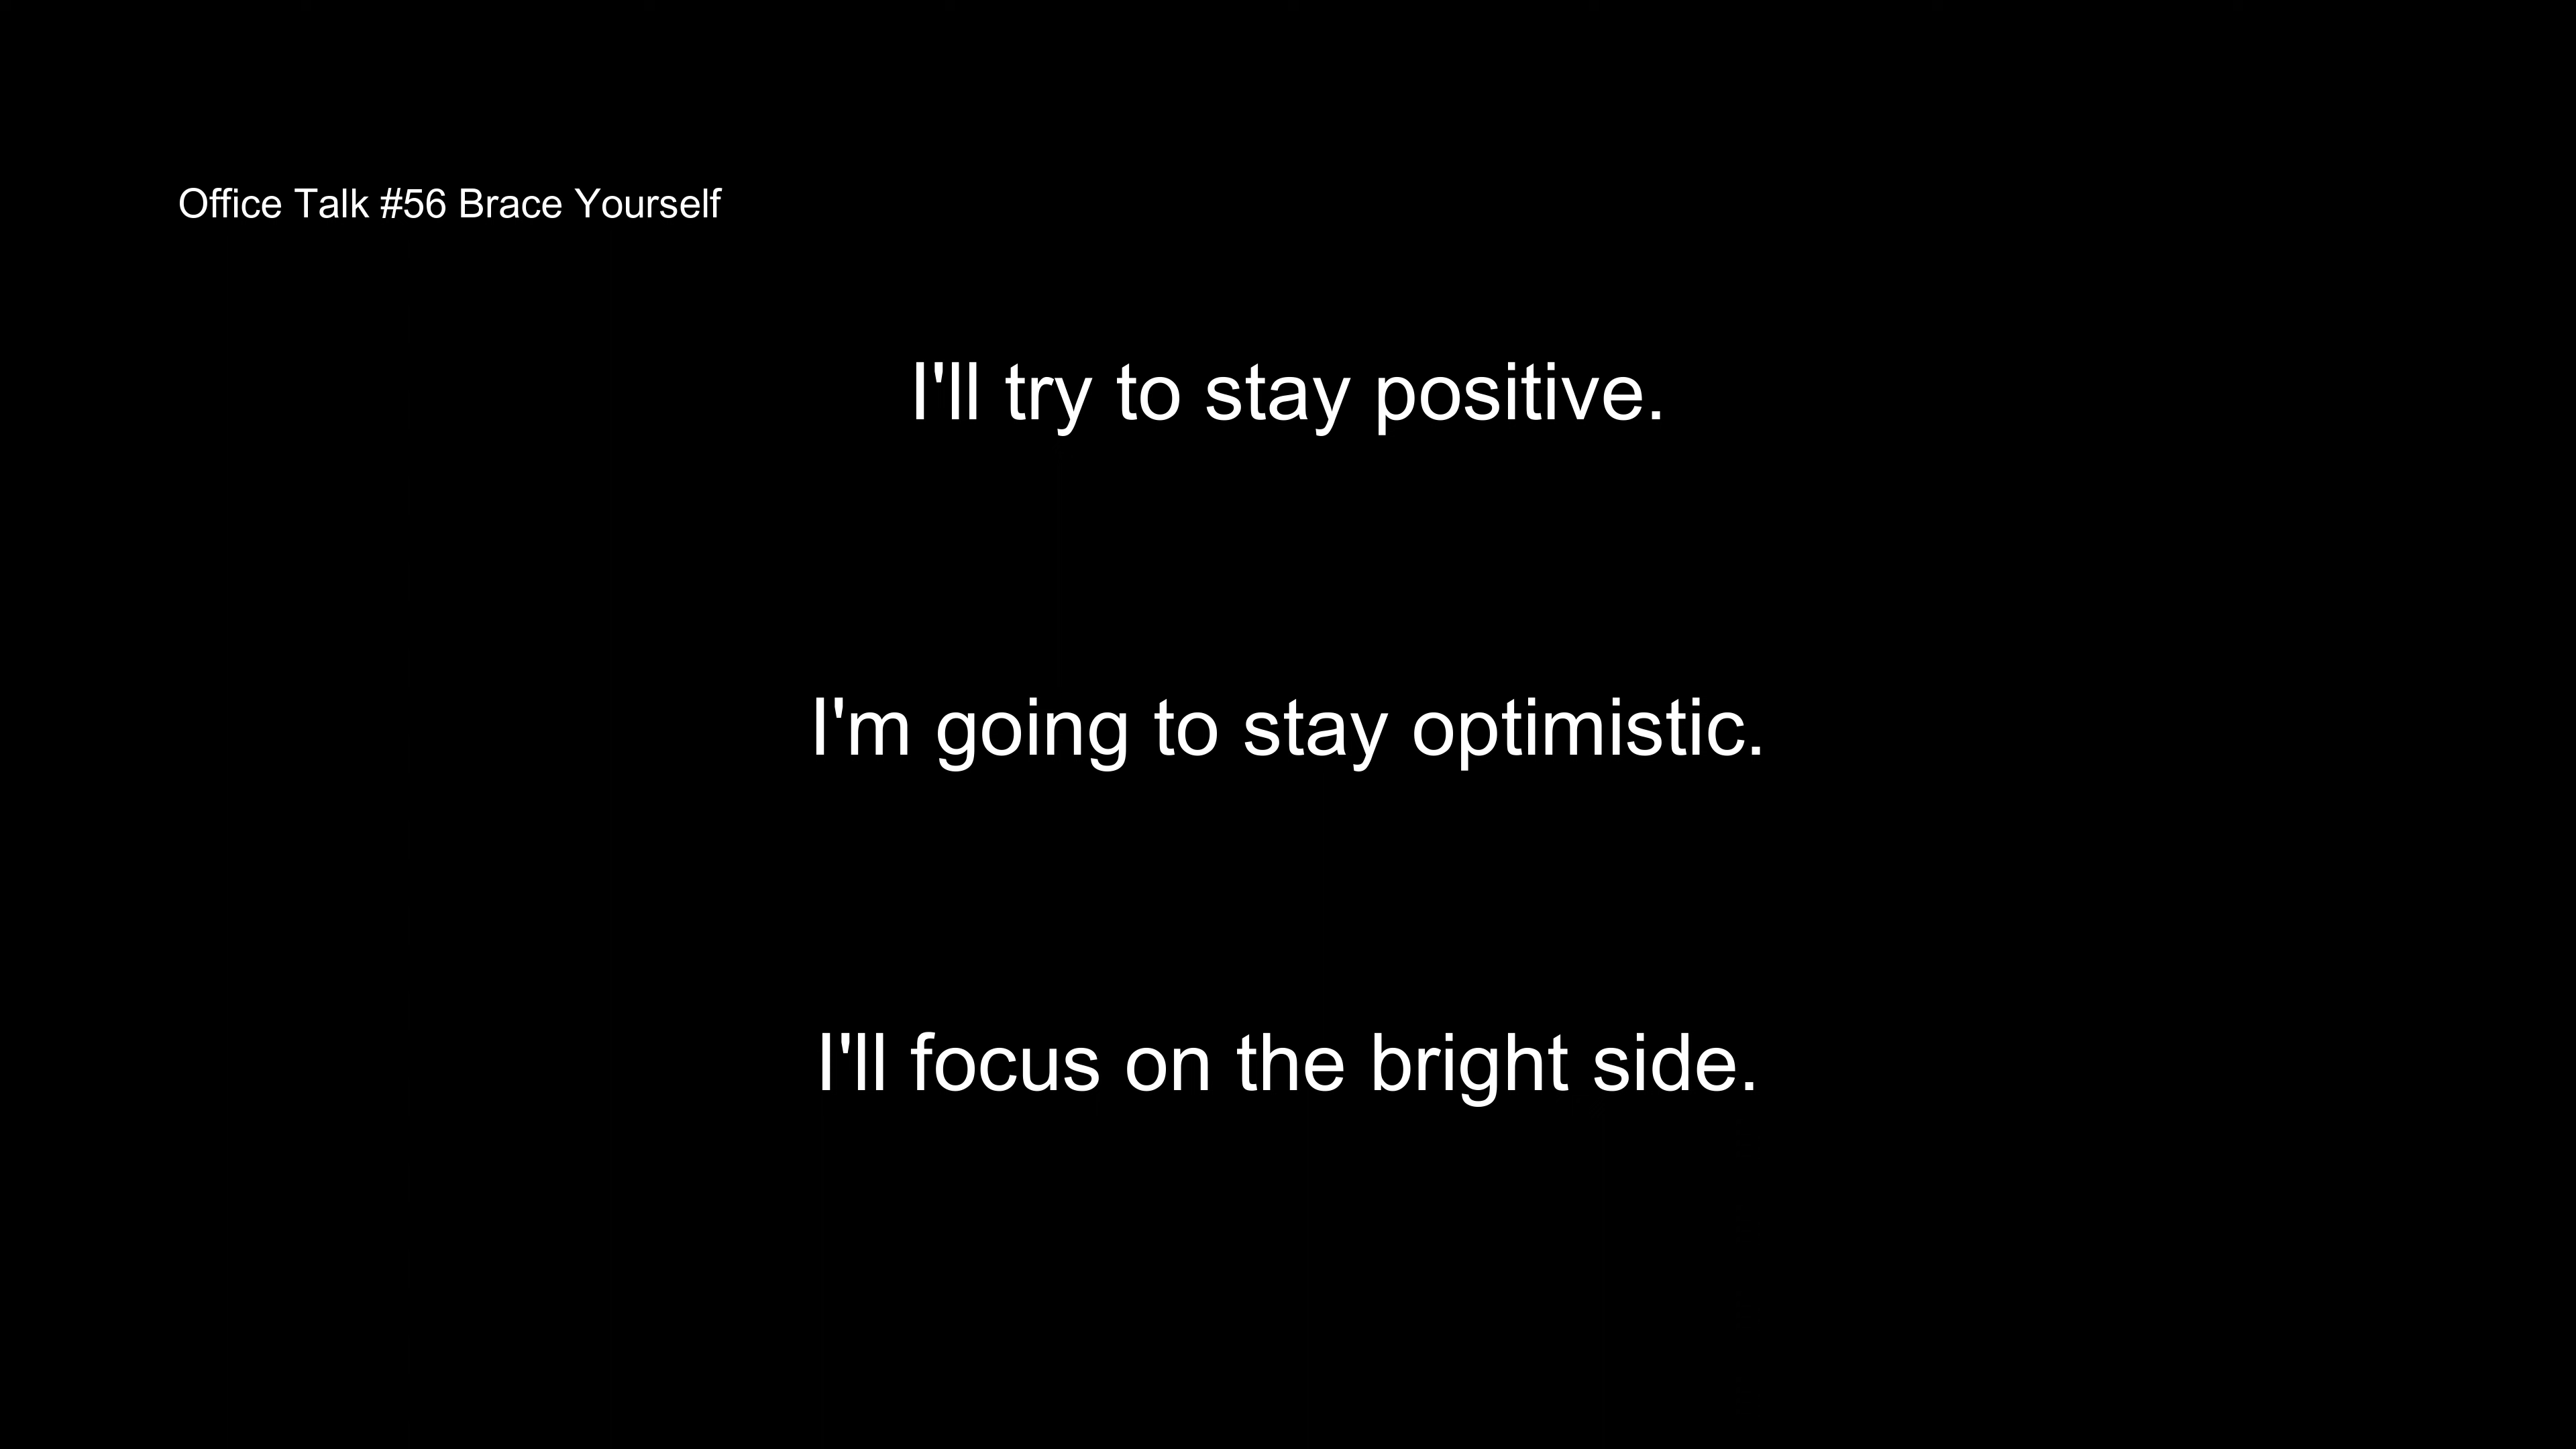 Office Talk #56 Brace Yourself
I'll try to stay positive.
I'm going to stay optimistic.
I'll focus on the bright side.